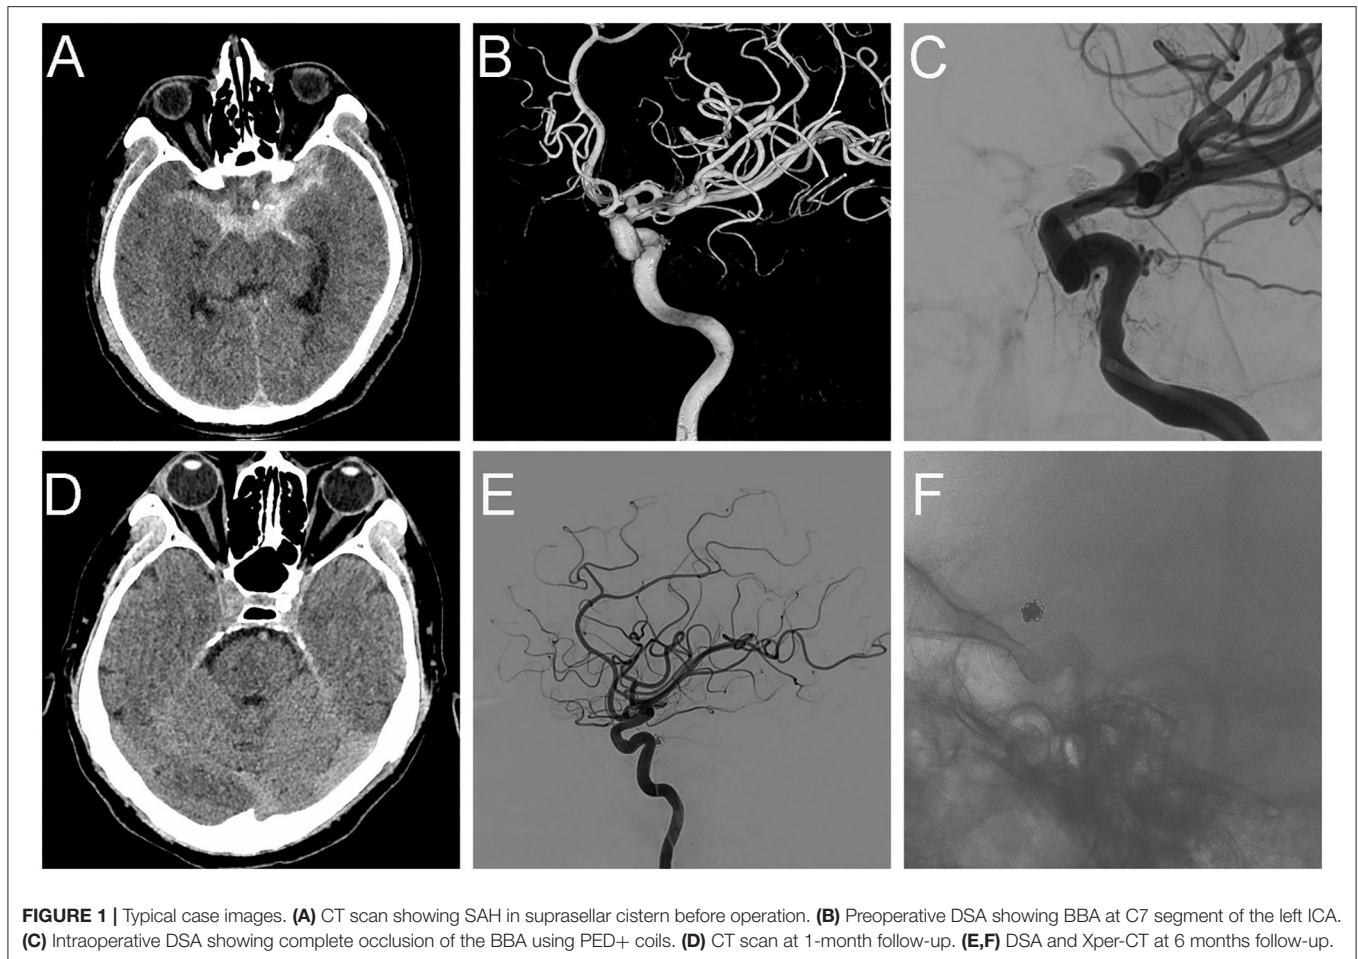 A
B
C
D
E
F
FIGURE 1 | Typical case images. (A) CT scan showing SAH in suprasellar cistern before operation. (B) Preoperative DSA showing BBA at C7 segment of the left ICA.
(C) Intraoperative DSA showing complete occlusion of the BBA using PED+ coils. (D) CT scan at 1-month follow-up. (E,F) DSA and Xper-CT at 6 months follow-up.